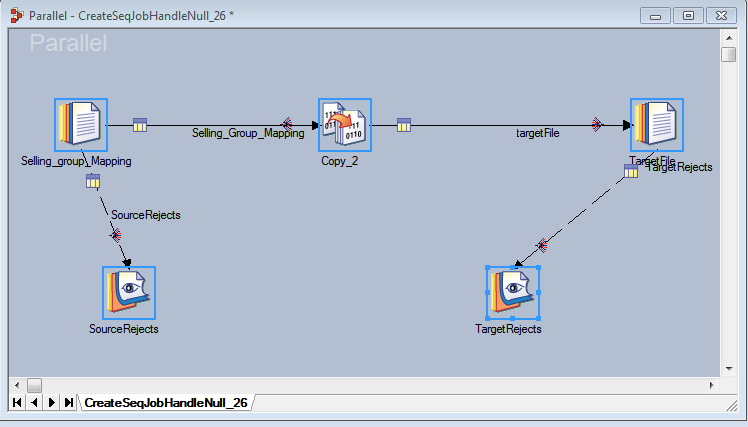 Parallel - CreateSeqJobHandleNull_26 *
Parallel
Selling_Group_Mapping
targetFile
Selling_group_Mapping
Copy_2
TargetFile
TargetRejects
SourceRejects
SourceRejects
TargetRejects
CreateSeqJobHandleNull_26